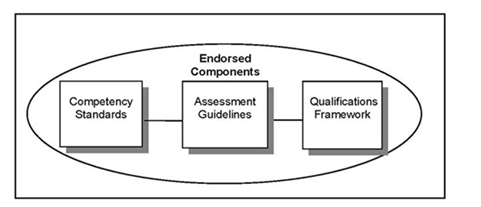 Endorsed
Components
Competency
Standards
Assessment
Guidelines
Qualifications
Framework